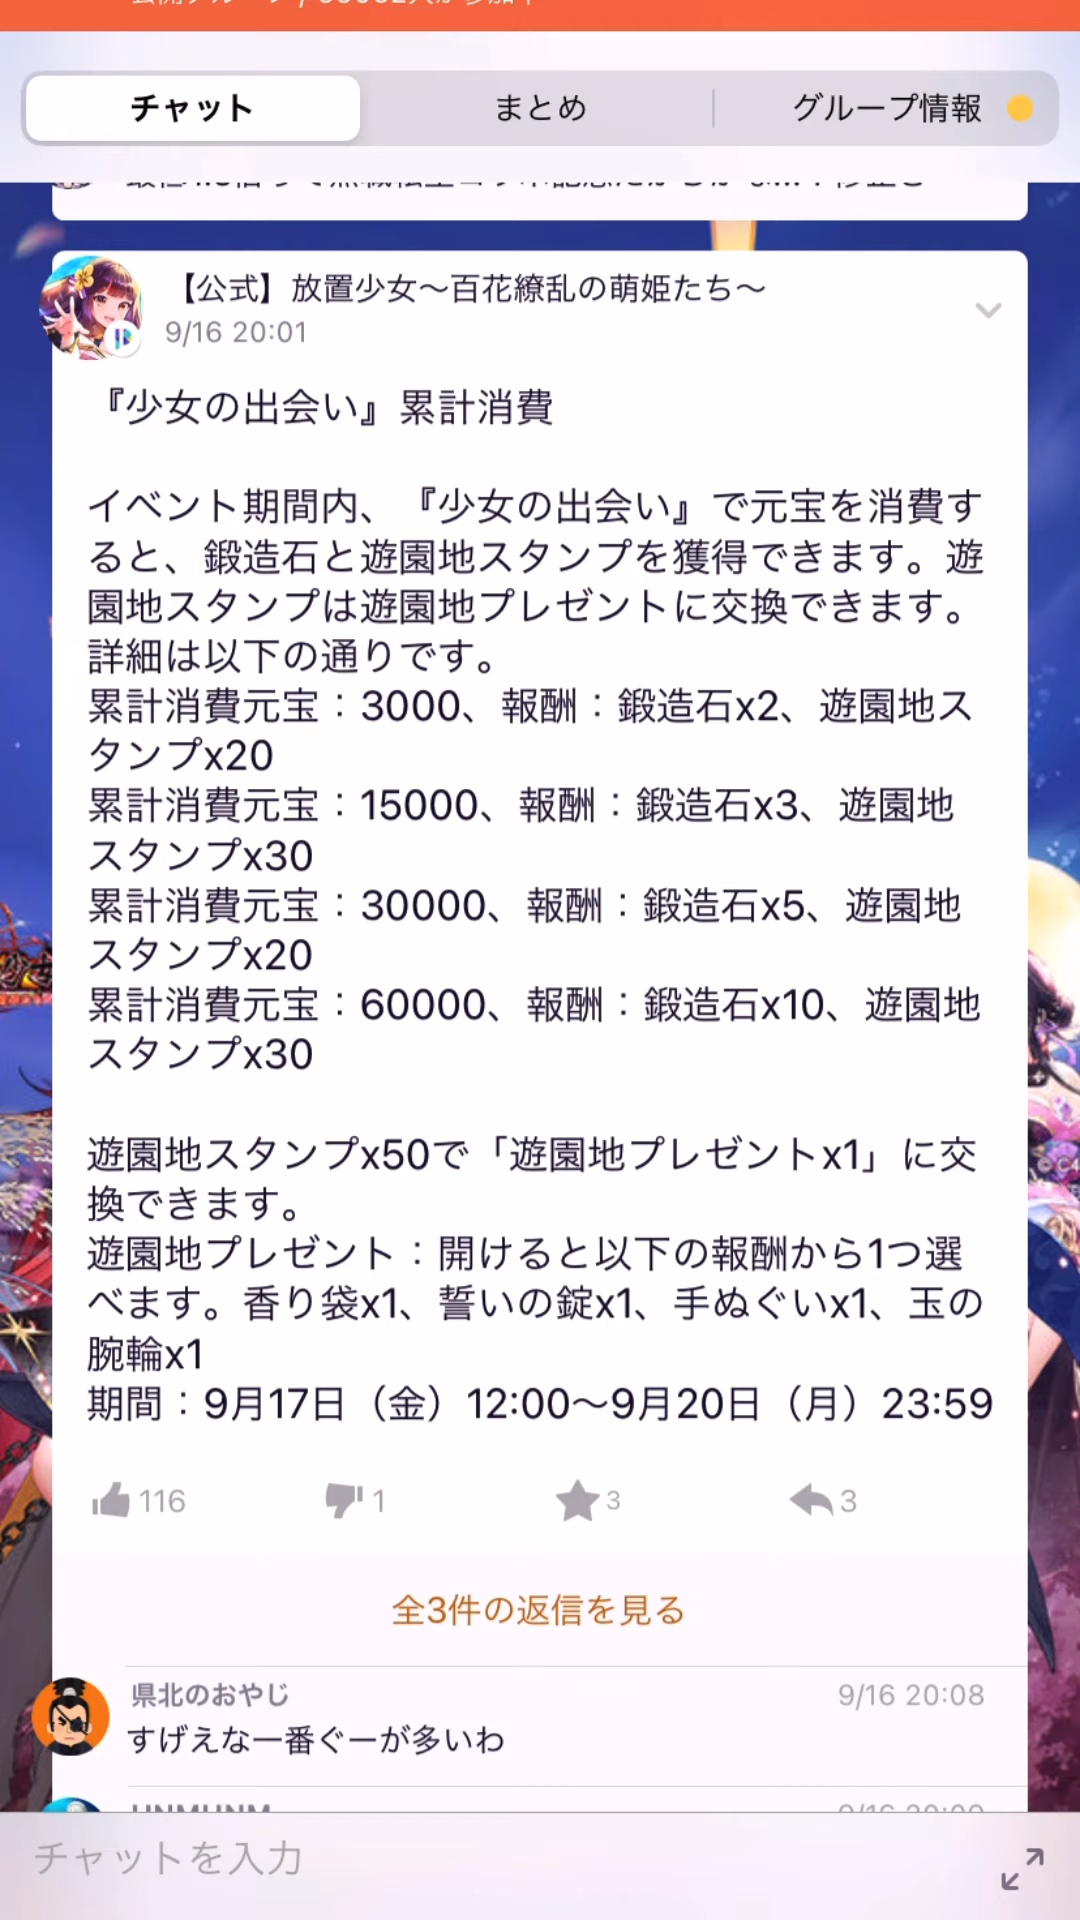 チャット
まとめ
グループ情報
【公式】放置少女〜百花繚乱の萌姫たち〜
9/16 20:01
『少女の出会い』累計消費
イベント期間内、『少女の出会い』で元宝を消費す
ると、鍛造石と遊園地スタンプを獲得できます。遊
園地スタンプは遊園地プレゼントに交換できます。
詳細は以下の通りです。
累計消費元宝：3000、報酬：鍛造石x2、遊園地ス
タンプx20
累計消費元宝：15000、報酬：鍛造石x3、遊園地
スタンプx30
累計消費元宝：30000、報酬：鍛造石x5、遊園地
スタンプx20
累計消費元宝：60000、報酬：鍛造石x10、遊園地
スタンプx30
遊園地スタンプx50で「遊園地プレゼントx1」に交
換できます。
遊園地プレゼント：開けると以下の報酬から1つ選
べます。香り袋x1、誓いの錠x1、手ぬぐいx1、玉の
腕輪x1
期間：9月17日（金）12:00〜9月20日（月）23:59
116
1
3
3
全3件の返信を見る
県北のおやじ
9/16 20:08
すげえな一番ぐーが多いわ
チャットを入力